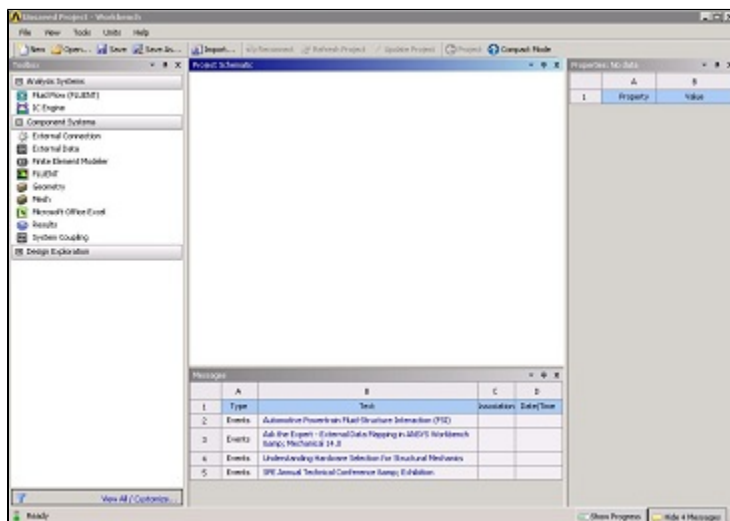 Unsaved Project - Workbench
File View Tools Units Help
New Open... Save Save As... Import... Reconnect Refresh Project Update Project Project Compact Mode
Toolbox
Project Schematic
Properties: No data
Analysis Systems
Fluid Flow (FLUENT)
IC Engine
Component Systems
External Connection
External Data
Finite Element Modeler
FLUENT
Geometry
Mesh
Microsoft Office Excel
Results
System Coupling
Design Exploration
A B
1 Property Value
Messages
A B C D
1 Type Text Association Date/Time
2 Events Automotive Powertrain Fluid-Structure Interaction (FSI)
3 Events Ask the Expert - External Data Mapping in ANSYS Workbench
&amp; Mechanical 14.0
4 Events Understanding Hardware Selection for Structural Mechanics
5 Events SPE Annual Technical Conference &amp; Exhibition
View All / Customize...
Ready
Show Progress Hide 4 Messages